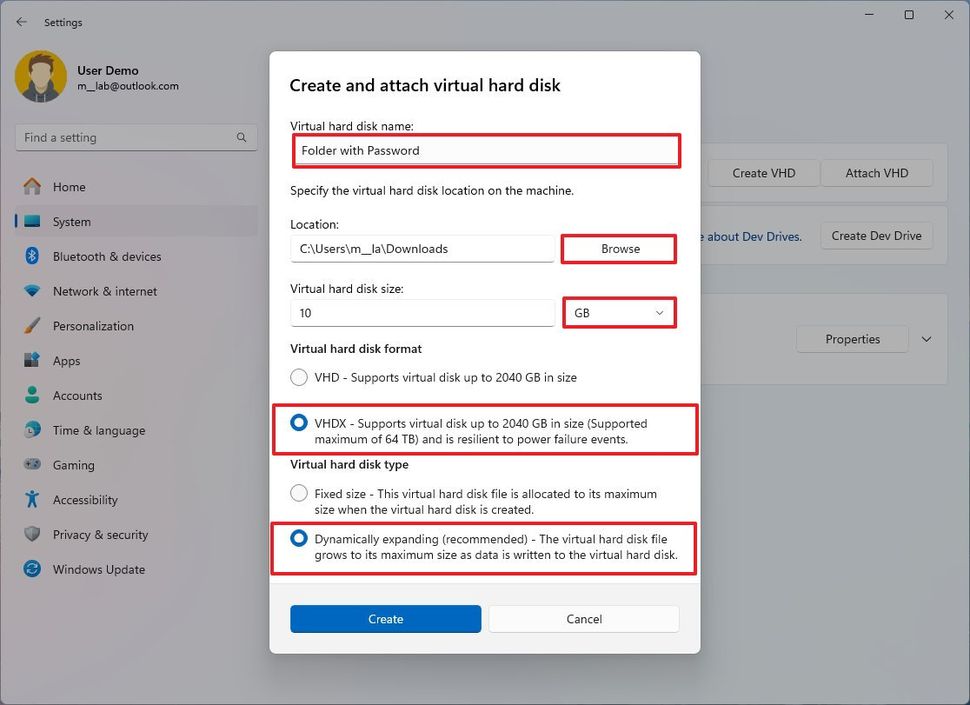 Settings
User Demo
m__lab@outlook.com
Find a setting
Home
System
Bluetooth & devices
Network & internet
Personalization
Apps
Accounts
Time & language
Gaming
Accessibility
Privacy & security
Windows Update
Create and attach virtual hard disk
Virtual hard disk name:
Folder with Password
Specify the virtual hard disk location on the machine.
Location:
C:\Users\m__la\Downloads
Browse
Virtual hard disk size:
10
GB
Virtual hard disk format
VHD - Supports virtual disk up to 2040 GB in size
VHDX - Supports virtual disk up to 2040 GB in size (Supported
maximum of 64 TB) and is resilient to power failure events.
Virtual hard disk type
Fixed size - This virtual hard disk file is allocated to its maximum
size when the virtual hard disk is created.
Dynamically expanding (recommended) - The virtual hard disk file
grows to its maximum size as data is written to the virtual hard disk.
Create
Cancel
Create VHD
Attach VHD
about Dev Drives.
Create Dev Drive
Properties